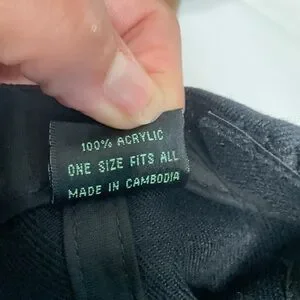 100% ACRYLIC
ONE SIZE FITS ALL
MADE IN CAMBODIA